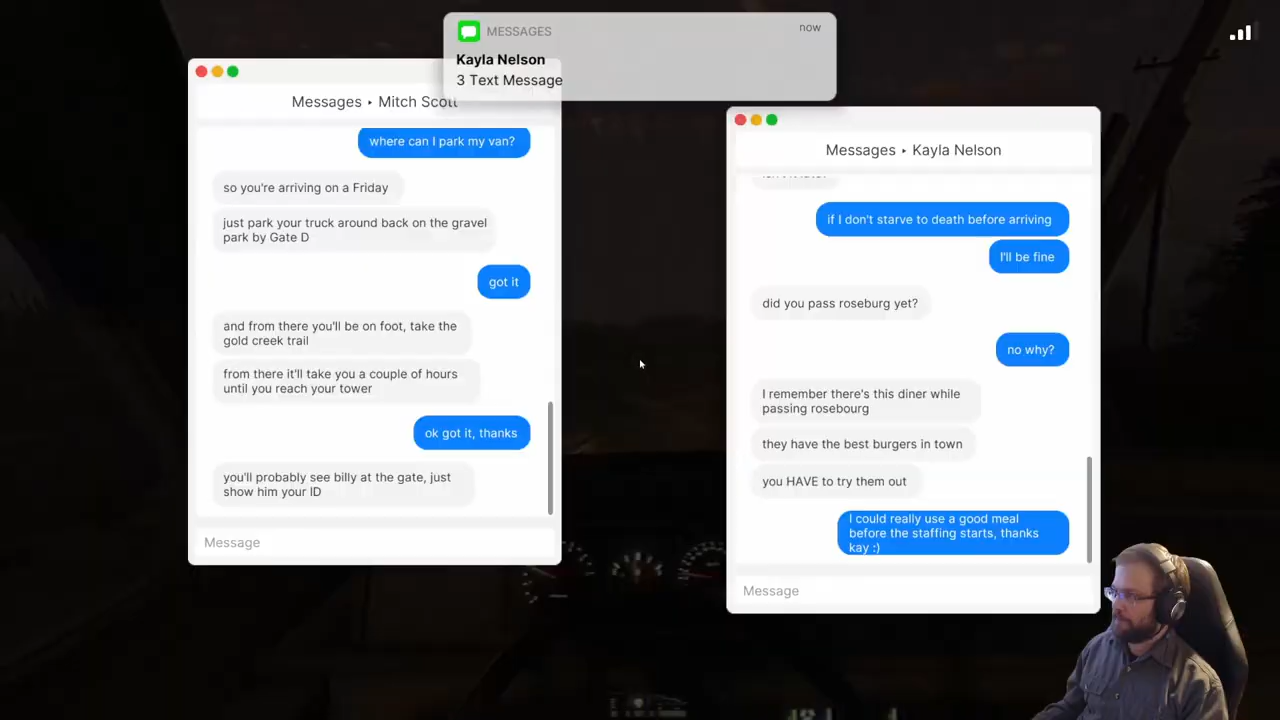 MESSAGES
now
Kayla Nelson
3 Text Message
Messages ▸ Mitch Scott
where can I park my van?
so you're arriving on a Friday
just park your truck around back on the gravel
park by Gate D
got it
and from there you'll be on foot, take the
gold creek trail
from there it'll take you a couple of hours
until you reach your tower
ok got it, thanks
you'll probably see billy at the gate, just
show him your ID
Message
Messages ▸ Kayla Nelson
if I don't starve to death before arriving
I'll be fine
did you pass roseburg yet?
no why?
I remember there's this diner while
passing rosebourg
they have the best burgers in town
you HAVE to try them out
I could really use a good meal
before the staffing starts, thanks
kay :)
Message